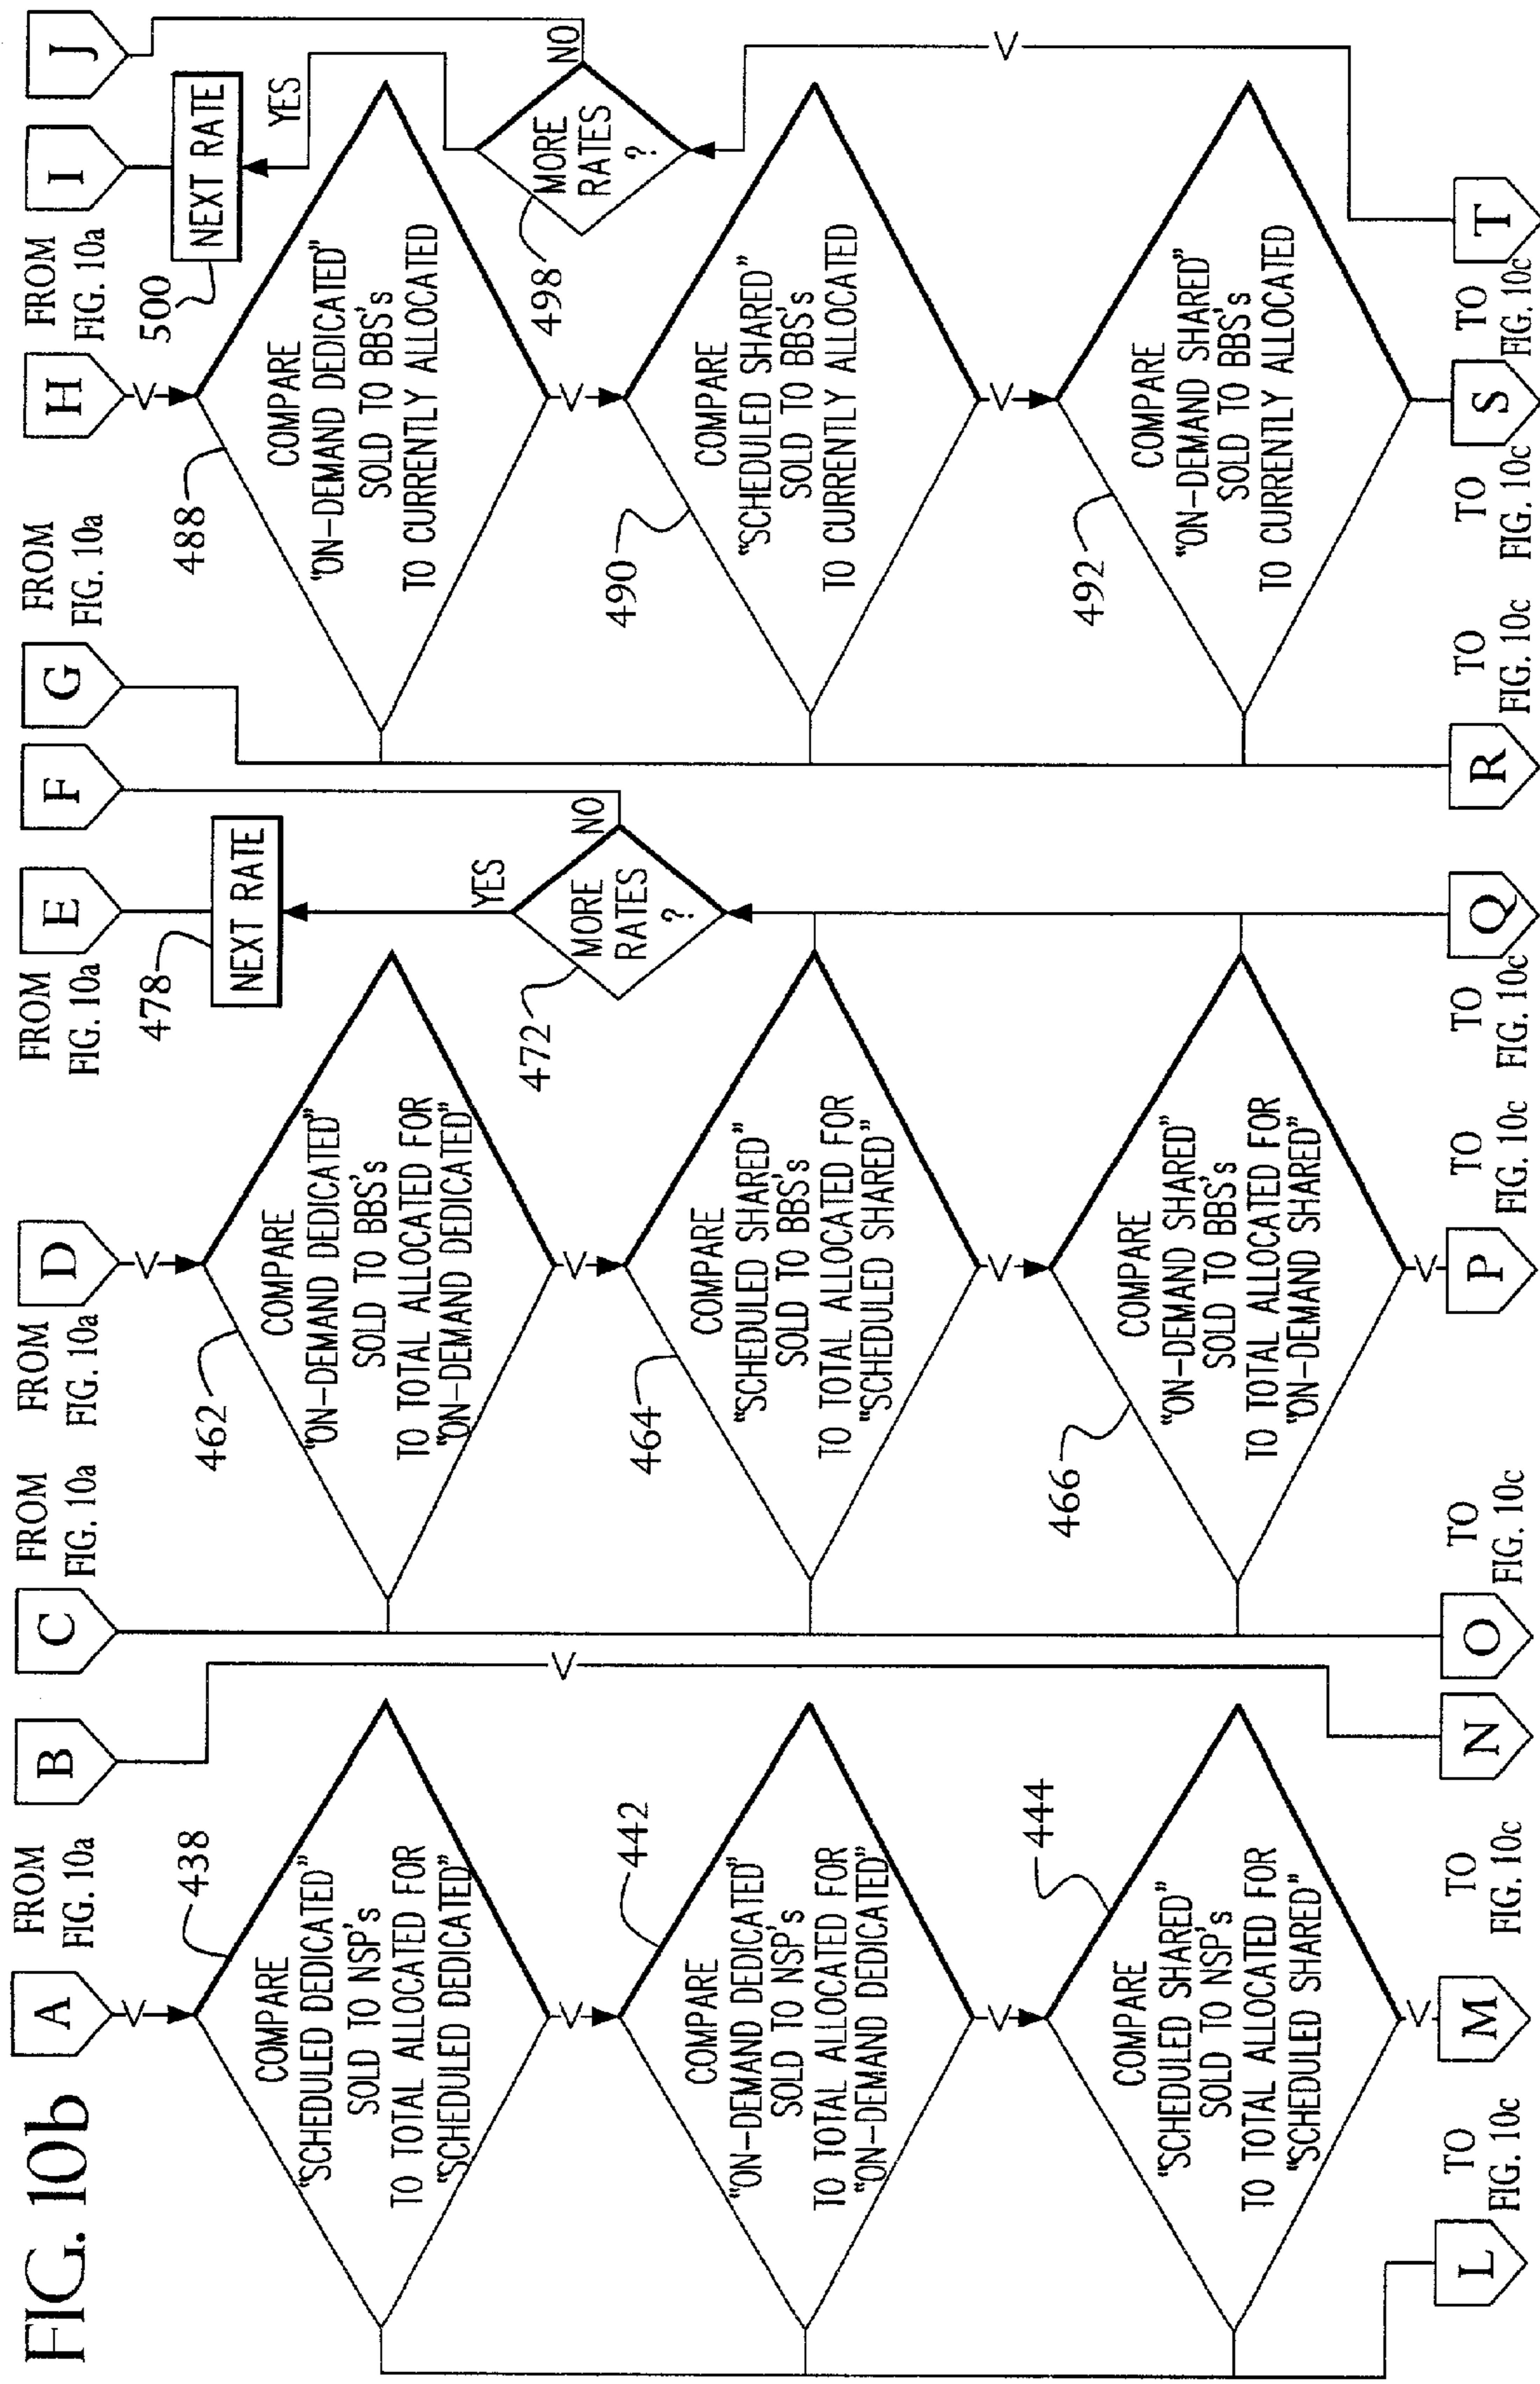 FIG. 10b
A
FROM
FIG. 10a
B
C
FROM
FIG. 10a
FROM
FIG. 10a
D
FROM
FIG. 10a
E
F
G
FROM
FIG. 10a
H
FROM
FIG. 10a
I
J
V
438
COMPARE
"SCHEDULED DEDICATED"
SOLD TO NSP's
TO TOTAL ALLOCATED FOR
"SCHEDULED DEDICATED"
V
442
COMPARE
"ON-DEMAND DEDICATED"
SOLD TO NSP's
TO TOTAL ALLOCATED FOR
"ON-DEMAND DEDICATED"
V
444
COMPARE
"SCHEDULED SHARED"
SOLD TO NSP's
TO TOTAL ALLOCATED FOR
"SCHEDULED SHARED"
V
V
V
462
COMPARE
"ON-DEMAND DEDICATED"
SOLD TO BBS's
TO TOTAL ALLOCATED FOR
"ON-DEMAND DEDICATED"
V
464
COMPARE
"SCHEDULED SHARED"
SOLD TO BBS's
TO TOTAL ALLOCATED FOR
"SCHEDULED SHARED"
V
466
COMPARE
"ON-DEMAND SHARED"
SOLD TO BBS's
TO TOTAL ALLOCATED FOR
"ON-DEMAND SHARED"
V
478
NEXT RATE
YES
472
MORE
RATES
?
NO
V
488
COMPARE
"ON-DEMAND DEDICATED"
SOLD TO BBS's
TO CURRENTLY ALLOCATED
V
490
COMPARE
"SCHEDULED SHARED"
SOLD TO BBS's
TO CURRENTLY ALLOCATED
V
492
COMPARE
"ON-DEMAND SHARED"
SOLD TO BBS's
TO CURRENTLY ALLOCATED
500
NEXT RATE
YES
498
MORE
RATES
?
NO
V
L
TO
FIG. 10c
M
TO
FIG. 10c
N
O
TO
FIG. 10c
P
TO
FIG. 10c
TO
FIG. 10c
Q
R
TO
FIG. 10c
TO
FIG. 10c
S
TO
FIG. 10c
T